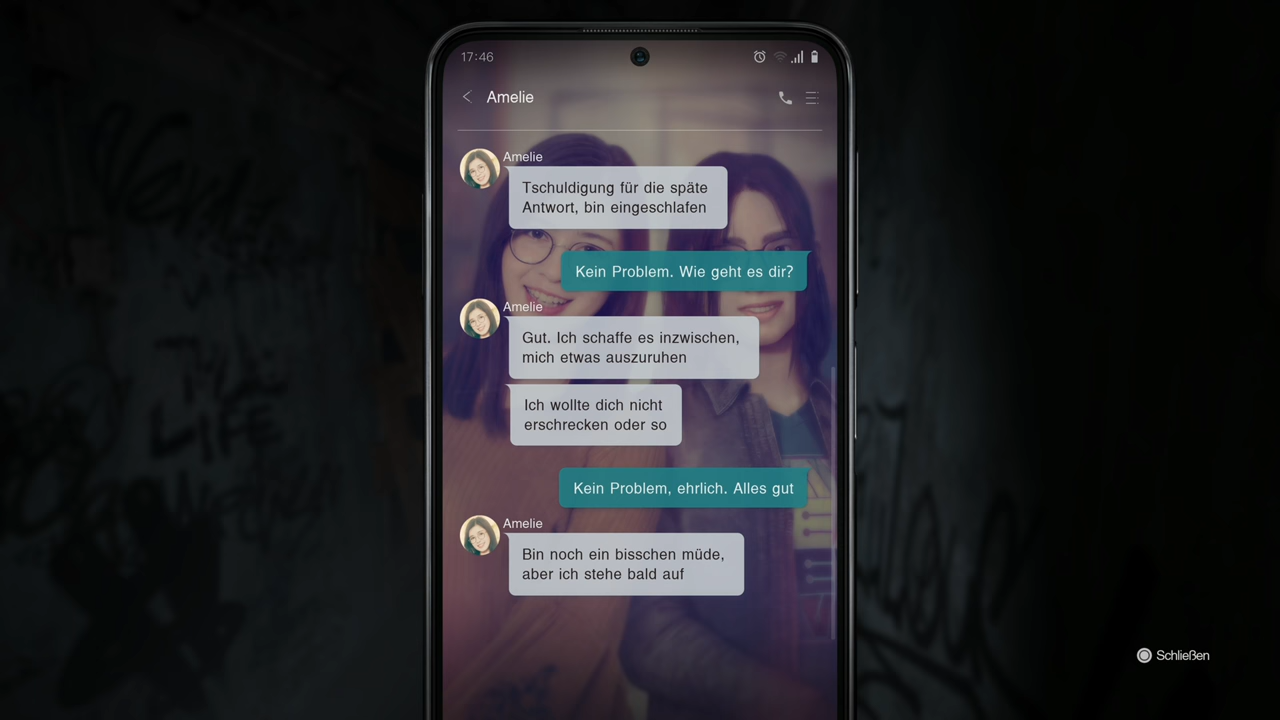 17:46
Amelie
Amelie
Tschuldigung für die späte
Antwort, bin eingeschlafen
Kein Problem. Wie geht es dir?
Amelie
Gut. Ich schaffe es inzwischen,
mich etwas auszuruhen
Ich wollte dich nicht
erschrecken oder so
Kein Problem, ehrlich. Alles gut
Amelie
Bin noch ein bisschen müde,
aber ich stehe bald auf
Schließen